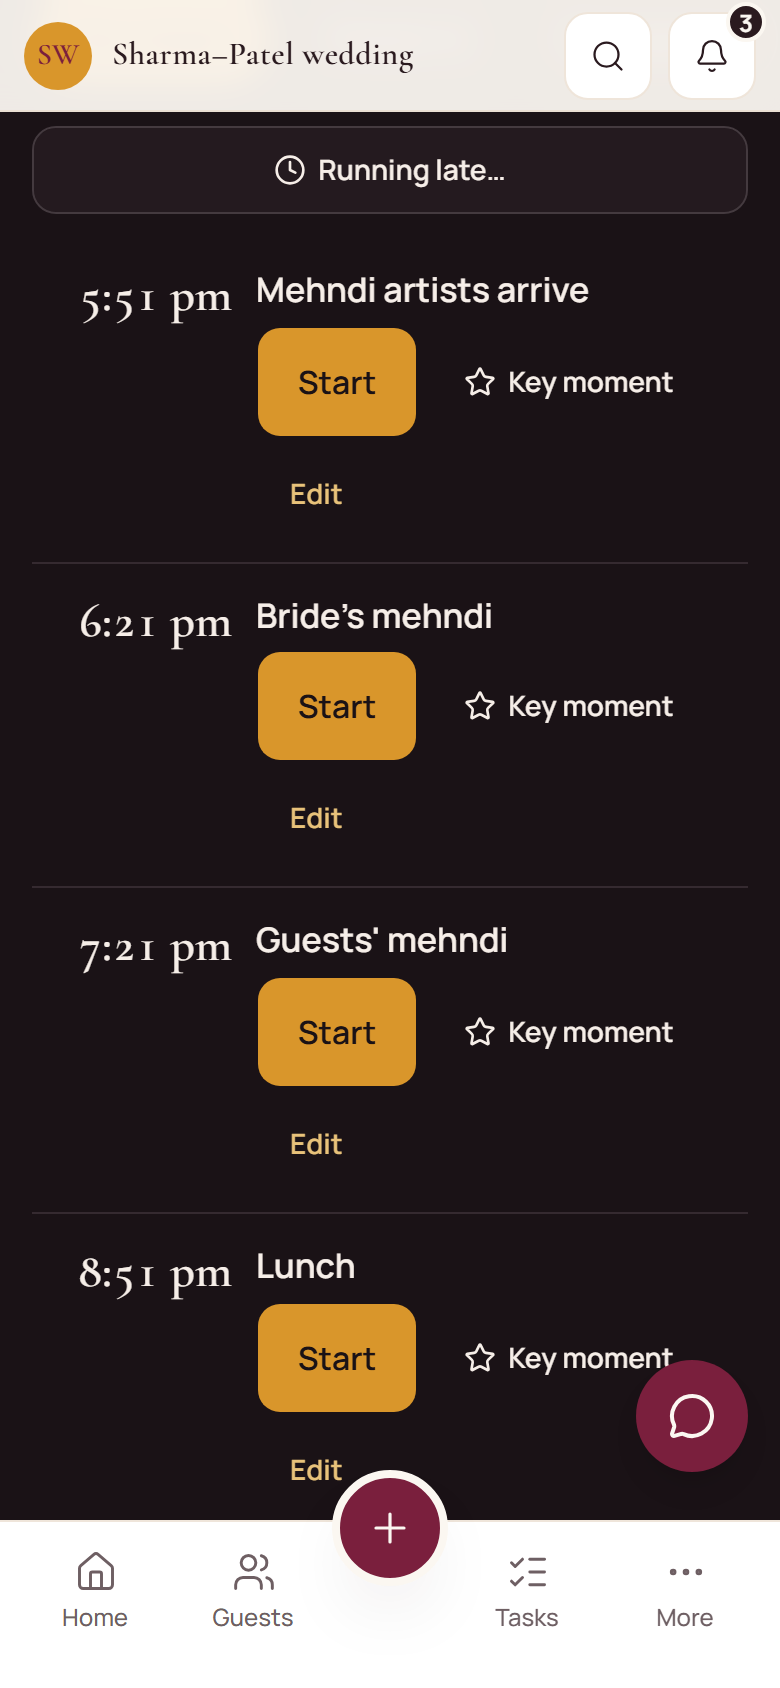 SW Sharma–Patel wedding 3
Running late…
5:51 pm Mehndi artists arrive
Start Key moment
Edit
6:21 pm Bride’s mehndi
Start Key moment
Edit
7:21 pm Guests' mehndi
Start Key moment
Edit
8:51 pm Lunch
Start Key moment
Edit
Home Guests Tasks More